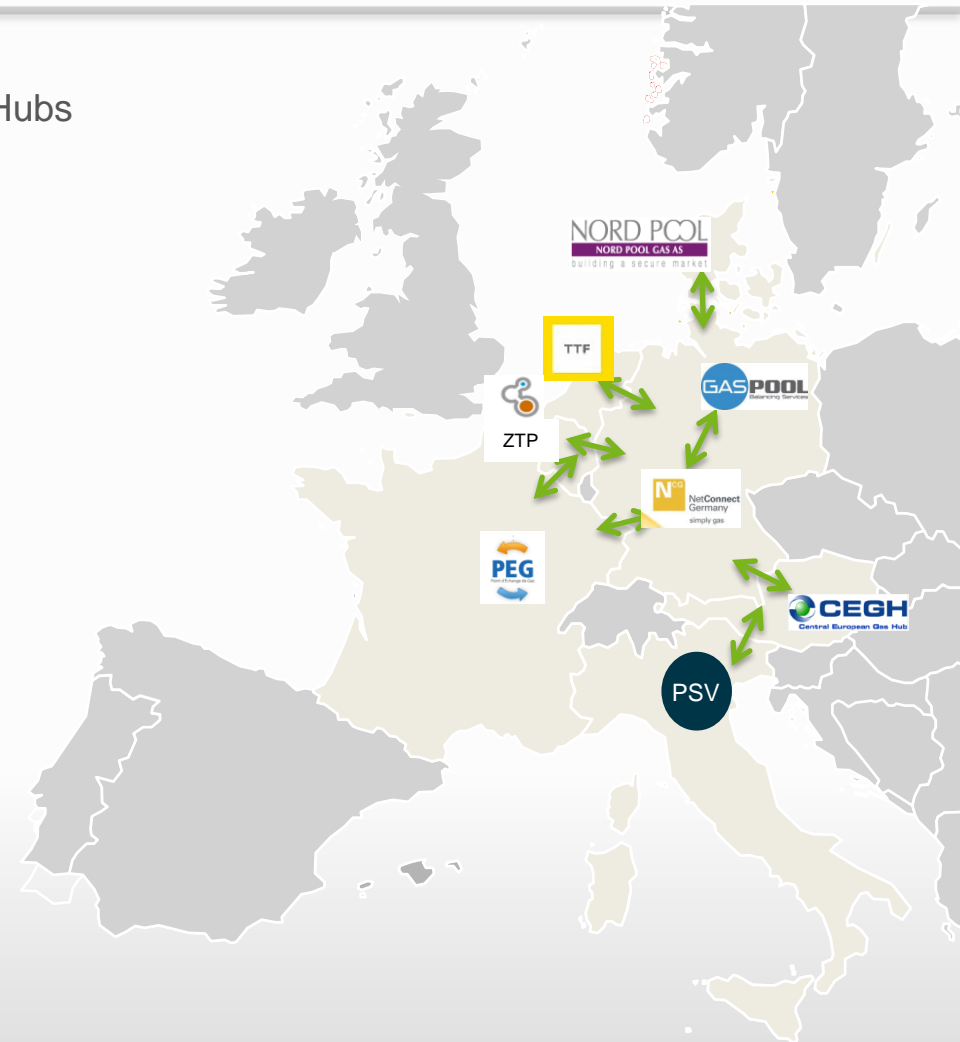 Hubs
NORD POOL
NORD POOL GAS AS
building a secure market
TTF
GASPOOL
Balancing Services
ZTP
NCG
NetConnect
Germany
simply gas
PEG
Point d'Echange de Gaz
CEGH
Central European Gas Hub
PSV